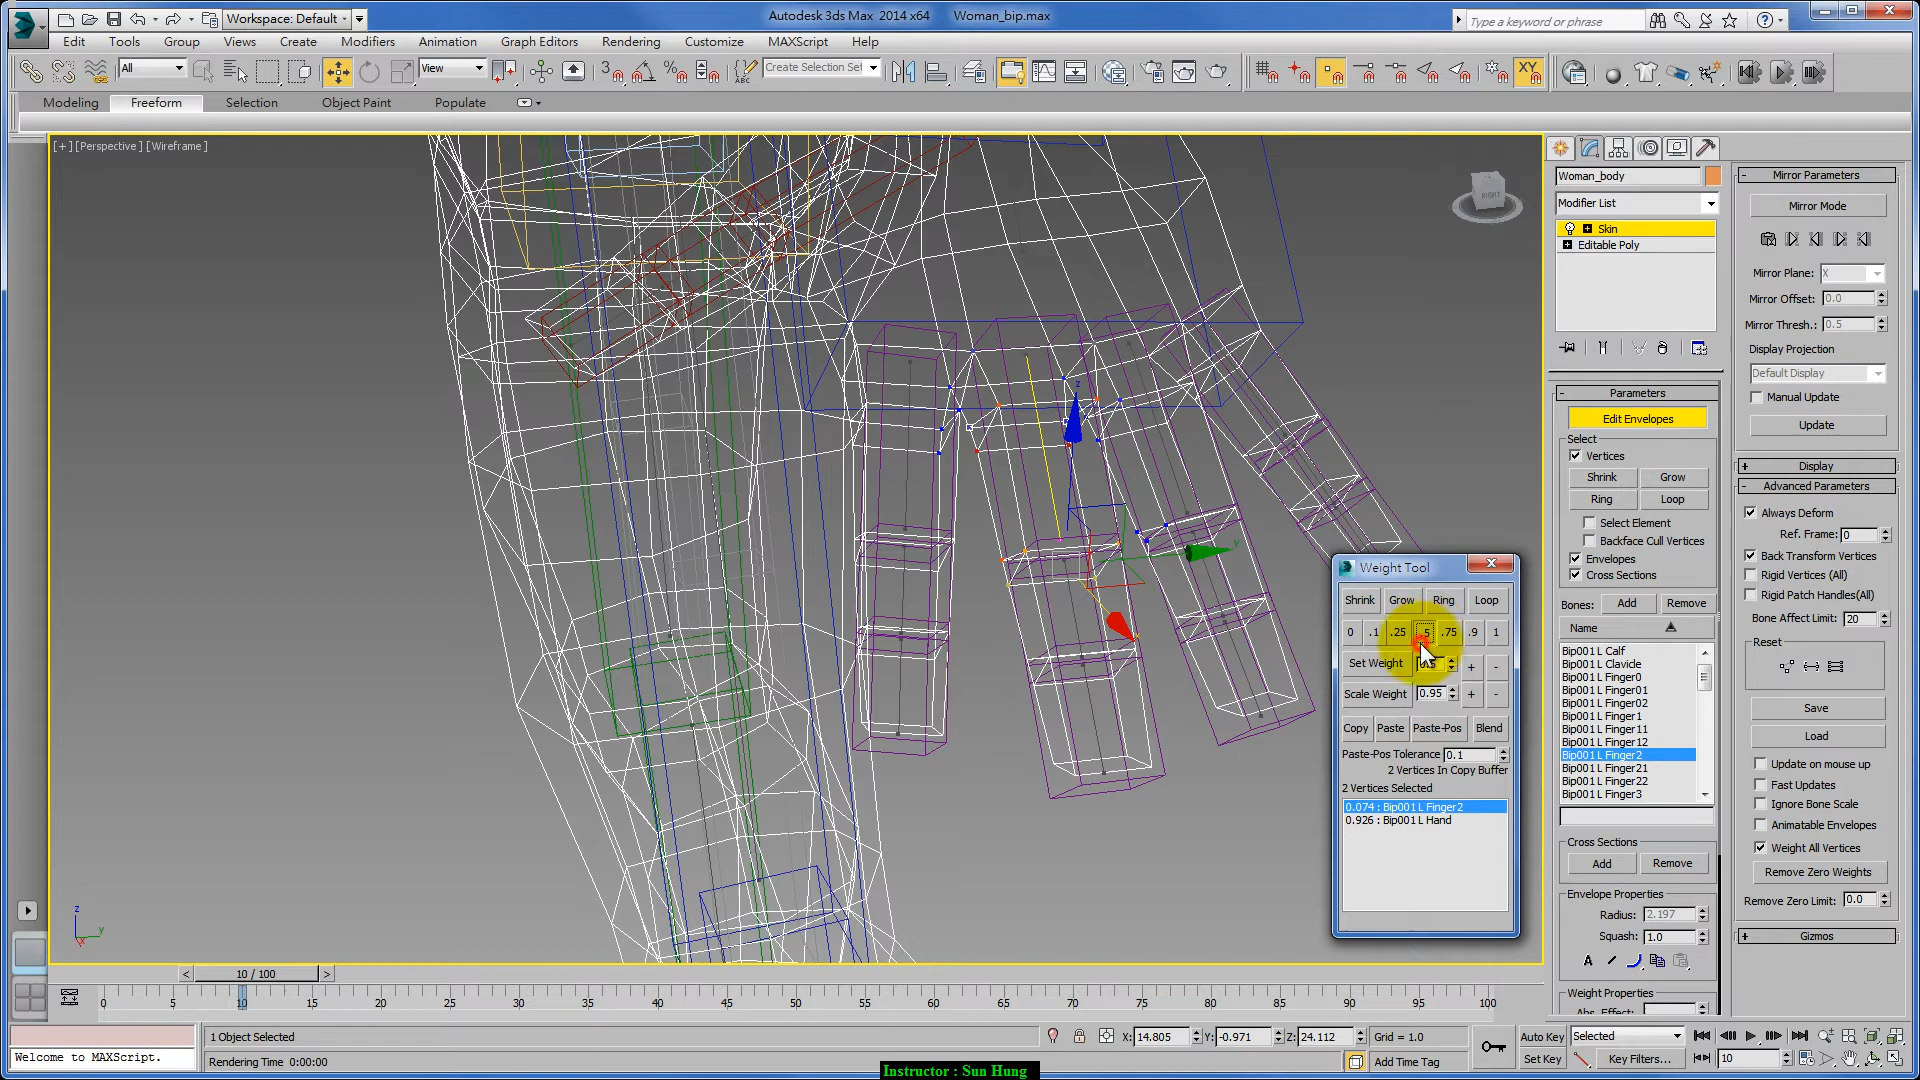 Workspace: Default
Autodesk 3ds Max 2014 x64 Woman_bip.max
Type a keyword or phrase
Edit Tools Group Views Create Modifiers Animation Graph Editors Rendering Customize MAXScript Help
All
View
Create Selection Set
XY
Modeling Freeform Selection Object Paint Populate
[+][Perspective][Wireframe]
RIGHT
Woman_body
Modifier List
Skin
Editable Poly
Parameters
Edit Envelopes
Select
Vertices
Shrink Grow
Ring Loop
Select Element
Backface Cull Vertices
Envelopes
Cross Sections
Bones: Add Remove
Name
Bip001 L Calf
Bip001 L Clavicle
Bip001 L Finger0
Bip001 L Finger01
Bip001 L Finger02
Bip001 L Finger1
Bip001 L Finger11
Bip001 L Finger12
Bip001 L Finger2
Bip001 L Finger21
Bip001 L Finger22
Bip001 L Finger3
Cross Sections
Add Remove
Envelope Properties
Radius: 2.197
Squash: 1.0
Weight Properties
Mirror Parameters
Mirror Mode
Mirror Plane: X
Mirror Offset: 0.0
Mirror Thresh.: 0.5
Display Projection
Default Display
Manual Update
Update
Display
Advanced Parameters
Always Deform
Ref. Frame: 0
Back Transform Vertices
Rigid Vertices (All)
Rigid Patch Handles(All)
Bone Affect Limit: 20
Reset
Save
Load
Update on mouse up
Fast Updates
Ignore Bone Scale
Animatable Envelopes
Weight All Vertices
Remove Zero Weights
Remove Zero Limit: 0.0
Gizmos
Weight Tool
Shrink Grow Ring Loop
0 .1 .25 .5 .75 .9 1
Set Weight + -
Scale Weight 0.95 + -
Copy Paste Paste-Pos Blend
Paste-Pos Tolerance 0.1
2 Vertices In Copy Buffer
2 Vertices Selected
0.074 : Bip001 L Finger2
0.926 : Bip001 L Hand
z
y
z
y
x
< 10 / 100 >
0 5 10 15 20 25 30 35 40 45 50 55 60 65 70 75 80 85 90 95 100
1 Object Selected X: 14.805 Y: -0.971 Z: 24.112 Grid = 1.0 Auto Key Selected
Welcome to MAXScript. Rendering Time 0:00:00 Add Time Tag Set Key Key Filters... 10
Instructor : Sun Hung